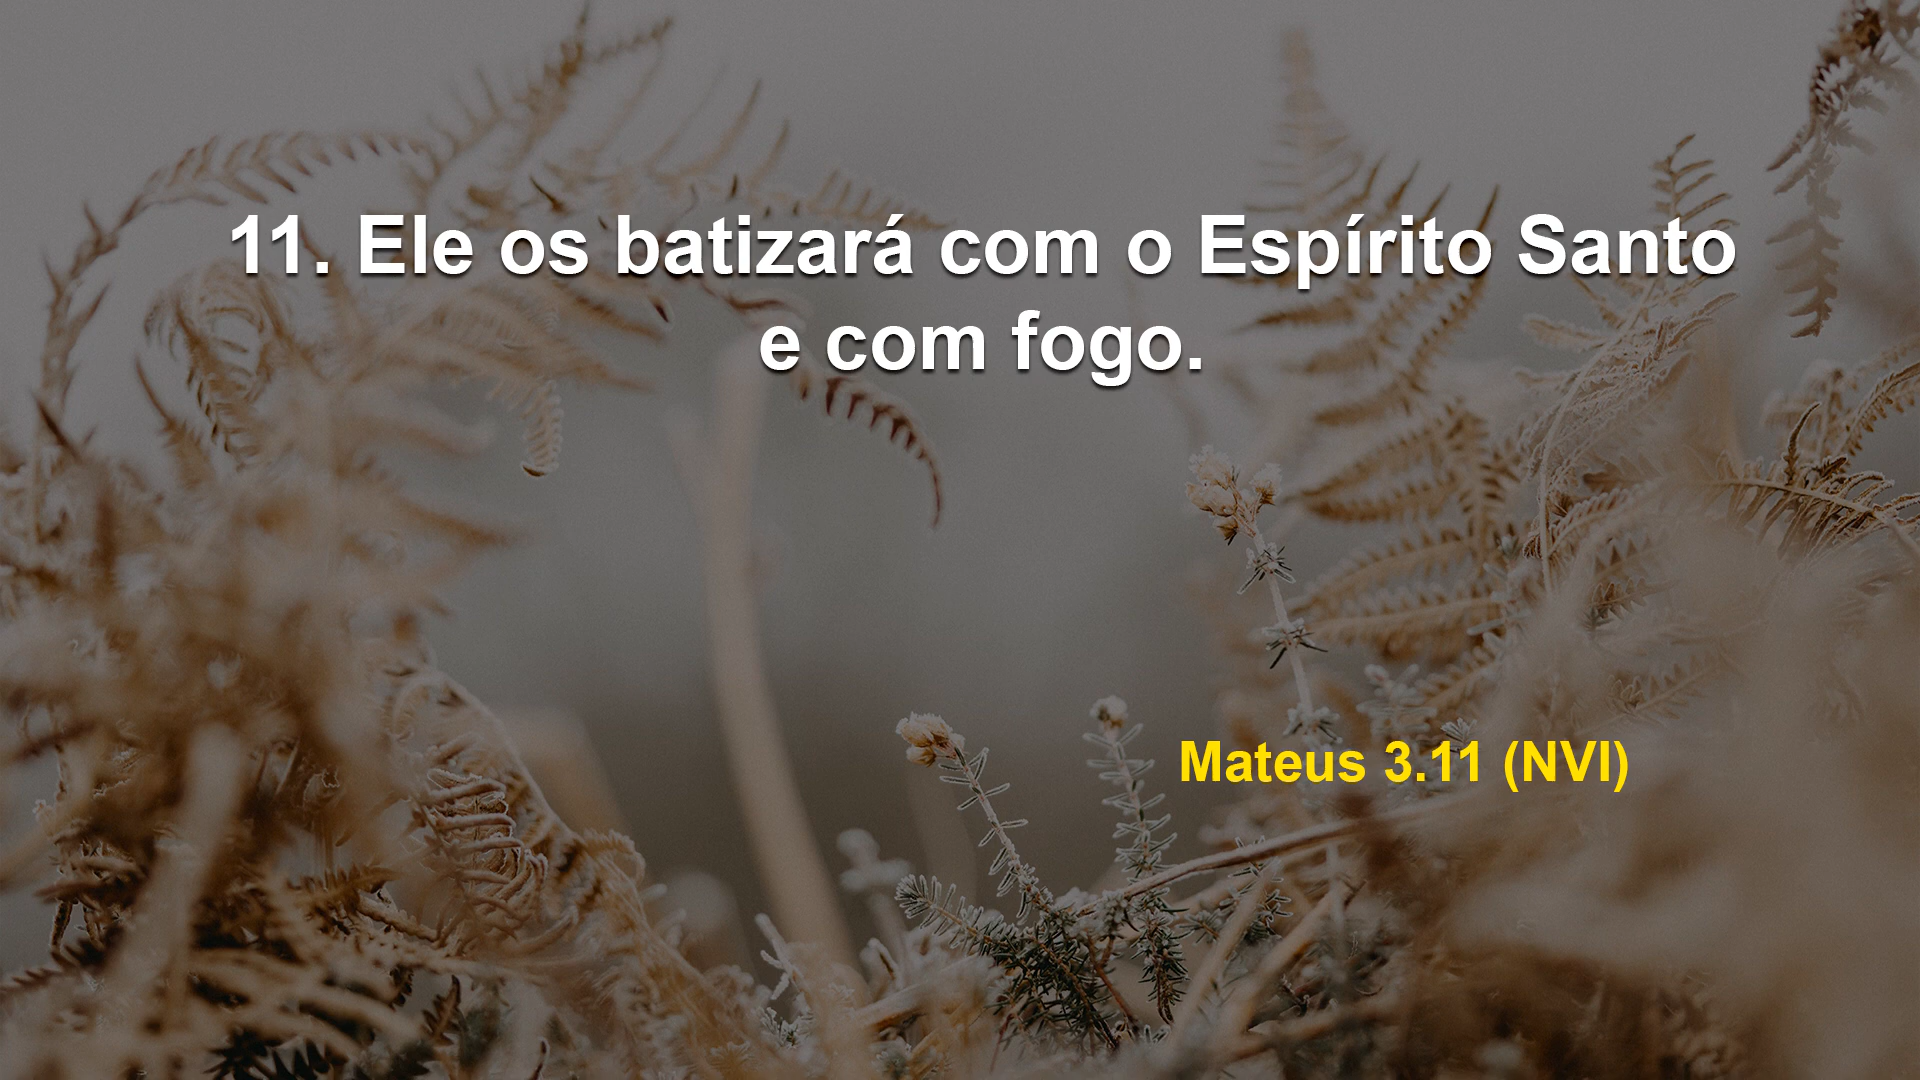 11. Ele os batizará com o Espírito Santo
e com fogo.
Mateus 3.11 (NVI)